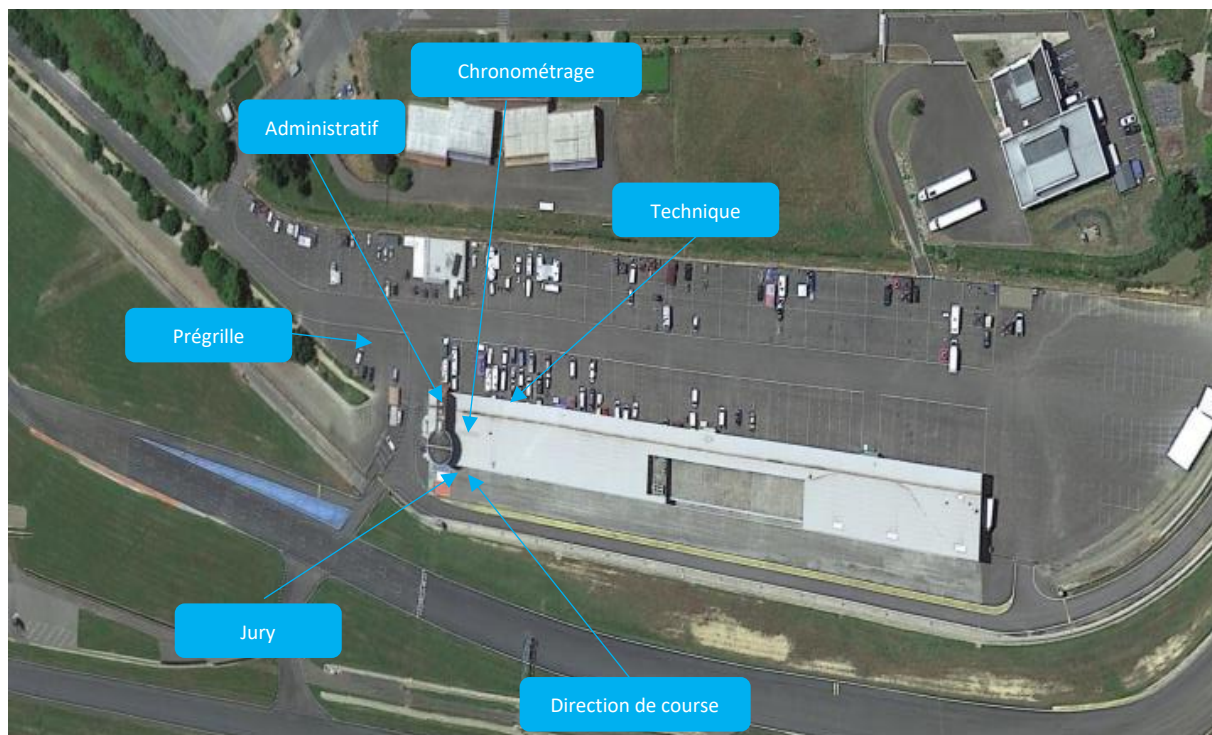 Chronométrage
Administratif
Technique
Prégrille
Jury
Direction de course